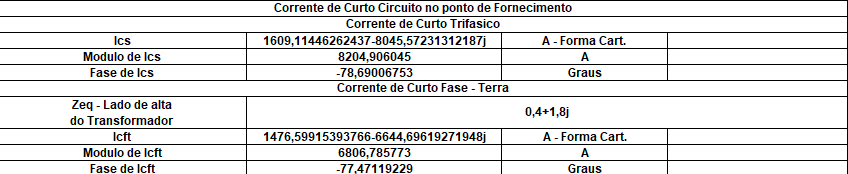 Corrente de Curto Circuito no ponto de Fornecimento
Corrente de Curto Trifasico
Ics 1609,11446262437-8045,57231312187j A - Forma Cart.
Modulo de Ics 8204,906045 A
Fase de Ics -78,69006753 Graus
Corrente de Curto Fase - Terra
Zeq - Lado de alta
do Transformador 0,4+1,8j
Icft 1476,59915393766-6644,69619271948j A - Forma Cart.
Modulo de Icft 6806,785773 A
Fase de Icft -77,47119229 Graus